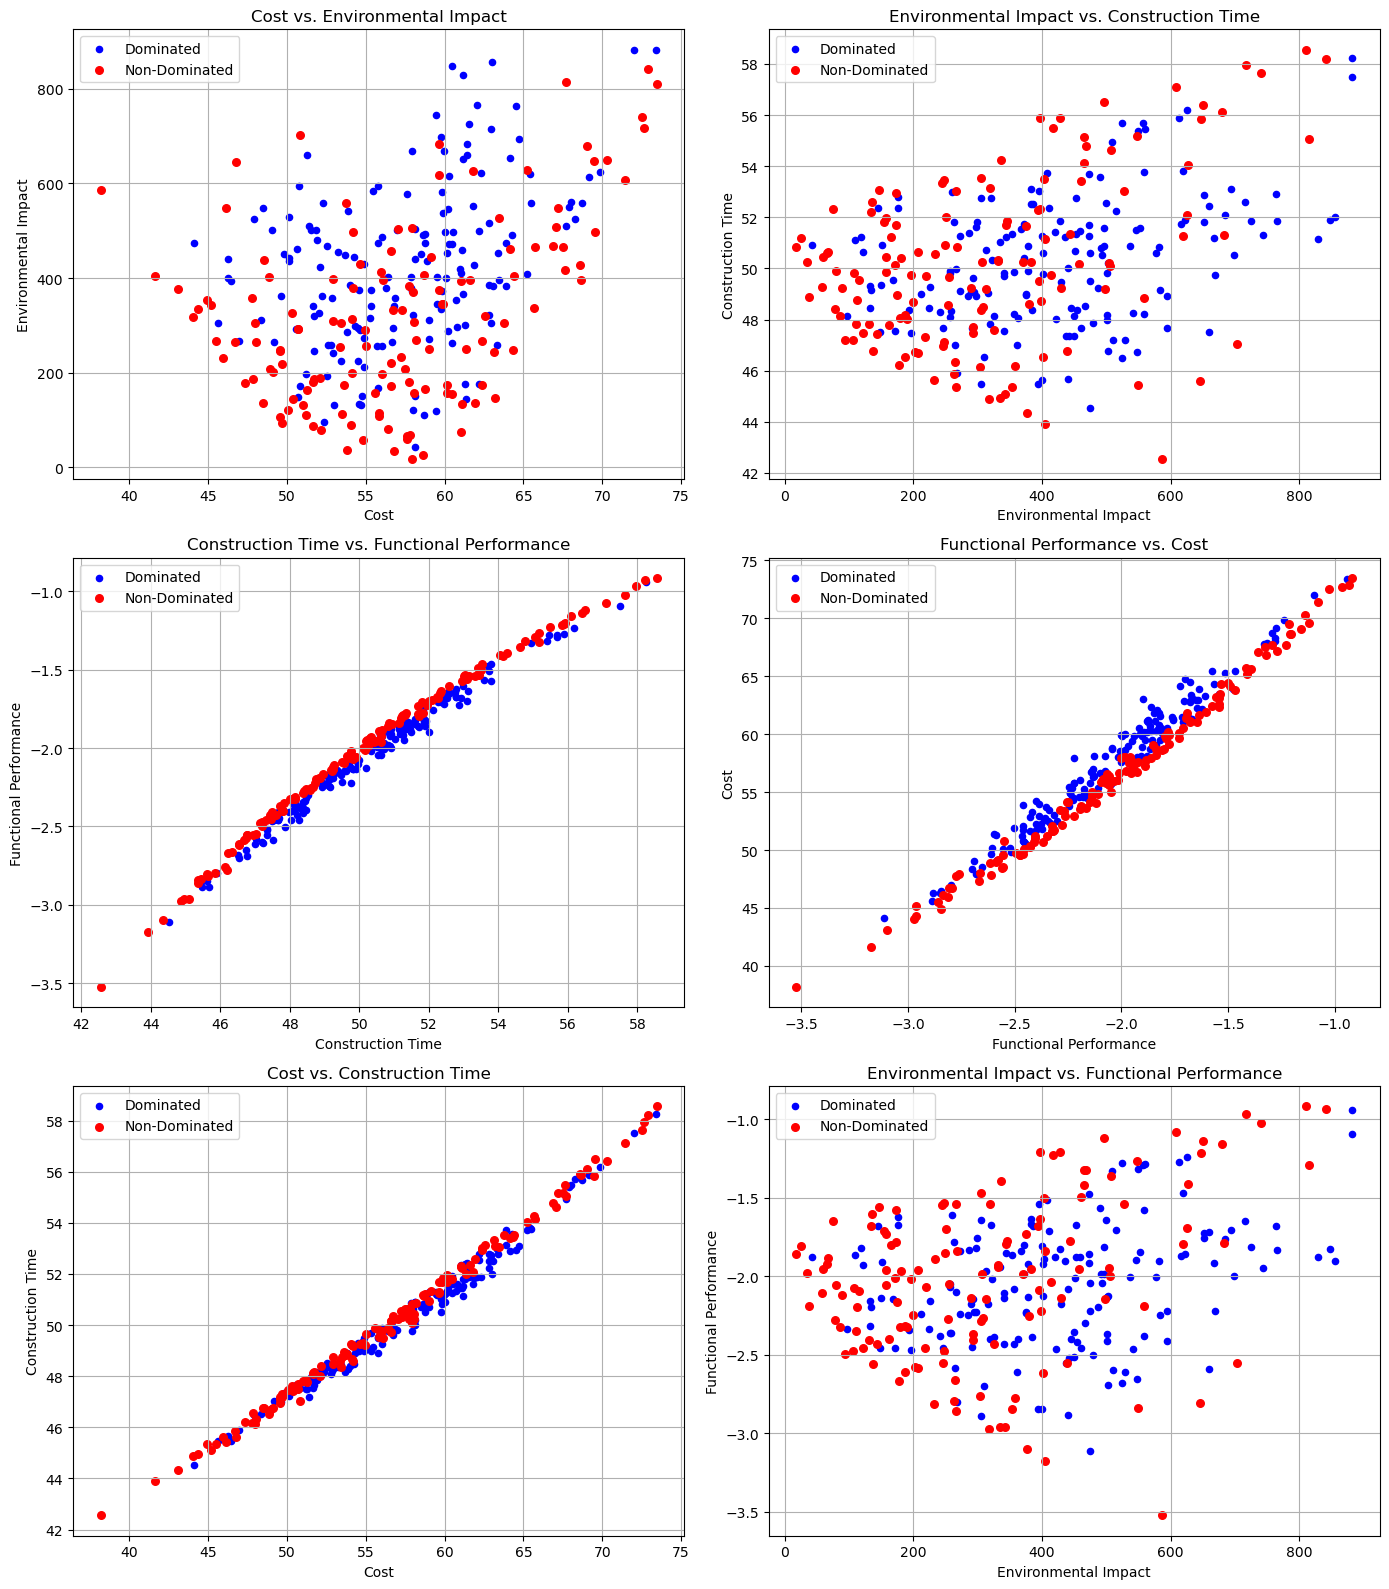 Cost vs. Environmental Impact
Dominated
Non-Dominated
800
600
400
200
0
Environmental Impact
40 45 50 55 60 65 70 75
Cost
Environmental Impact vs. Construction Time
Dominated
Non-Dominated
58
56
54
52
50
48
46
44
42
Construction Time
0 200 400 600 800
Environmental Impact
Construction Time vs. Functional Performance
Dominated
Non-Dominated
−1.0
−1.5
−2.0
−2.5
−3.0
−3.5
Functional Performance
42 44 46 48 50 52 54 56 58
Construction Time
Functional Performance vs. Cost
Dominated
Non-Dominated
75
70
65
60
55
50
45
40
Cost
−3.5 −3.0 −2.5 −2.0 −1.5 −1.0
Functional Performance
Cost vs. Construction Time
Dominated
Non-Dominated
58
56
54
52
50
48
46
44
42
Construction Time
40 45 50 55 60 65 70 75
Cost
Environmental Impact vs. Functional Performance
Dominated
Non-Dominated
−1.0
−1.5
−2.0
−2.5
−3.0
−3.5
Functional Performance
0 200 400 600 800
Environmental Impact